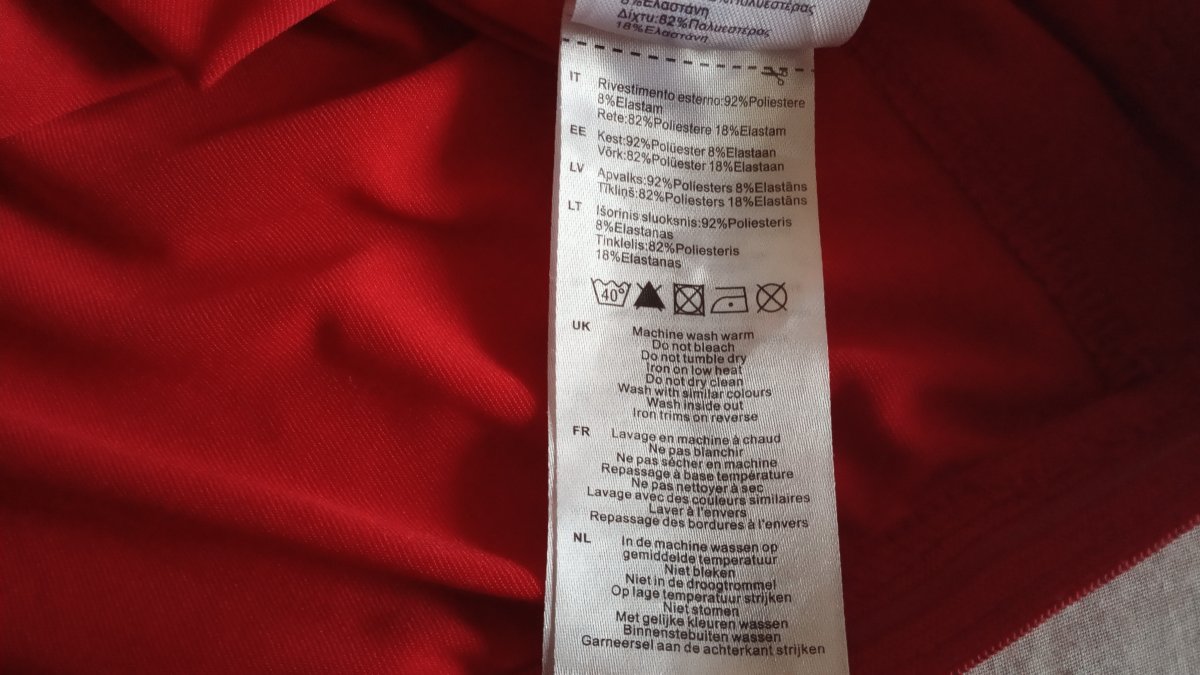 8%Ελαστάνη
Δίχτυ:82%Πολυεστέρας
18%Ελαστάνη
IT Rivestimento esterno:92%Poliestere
8%Elastam
Rete:82%Poliestere 18%Elastam
EE Kest:92%Polüester 8%Elastaan
Võrk:82%Polüester 18%Elastaan
LV Apvalks:92%Poliesters 8%Elastāns
Tīkliņš:82%Poliesters 18%Elastāns
LT Išorinis sluoksnis:92%Poliesteris
8%Elastanas
Tinklelis:82%Poliesteris
18%Elastanas
40°
UK Machine wash warm
Do not bleach
Do not tumble dry
Iron on low heat
Do not dry clean
Wash with similar colours
Wash inside out
Iron trims on reverse
FR Lavage en machine à chaud
Ne pas blanchir
Ne pas sécher en machine
Repassage à base température
Ne pas nettoyer à sec
Lavage avec des couleurs similaires
Laver à l'envers
Repassage des bordures à l'envers
NL In de machine wassen op
gemiddelde temperatuur
Niet bleken
Niet in de droogtrommel
Op lage temperatuur strijken
Niet stomen
Met gelijke kleuren wassen
Binnenstebuiten wassen
Garneersel aan de achterkant strijken